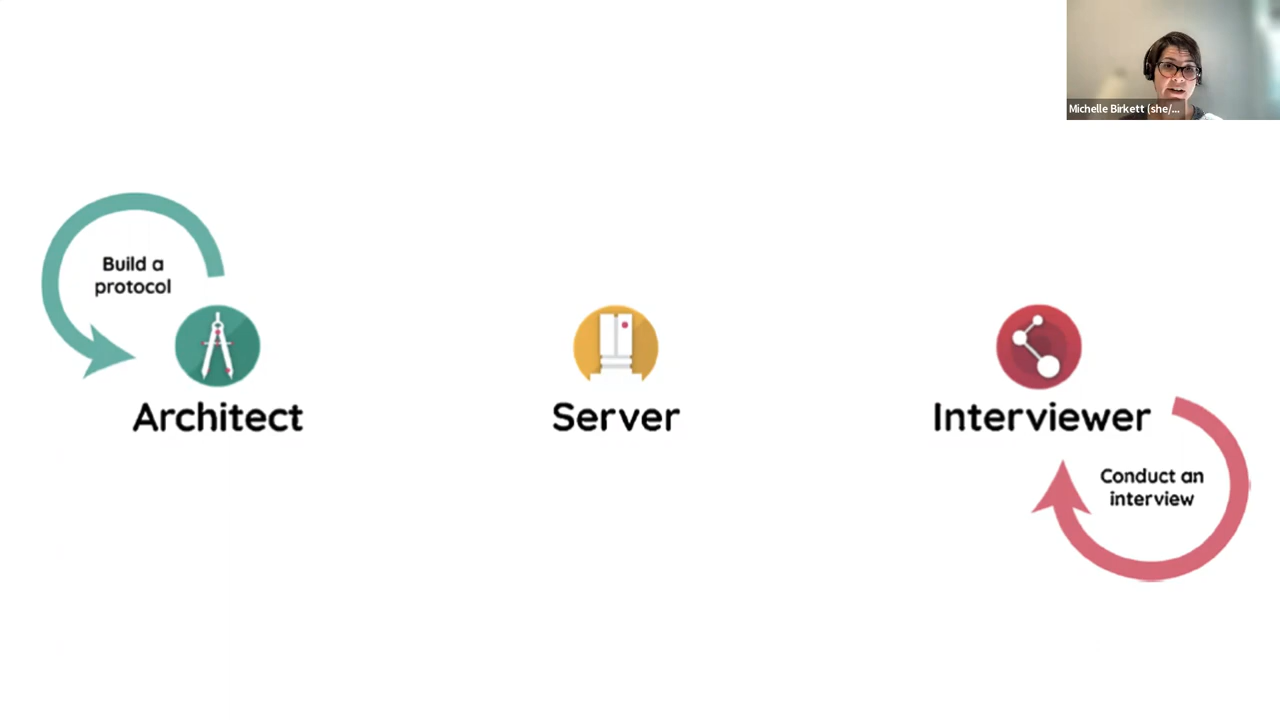 Michelle Birkett (she/...
Build a
protocol
Architect
Server
Interviewer
Conduct an
interview